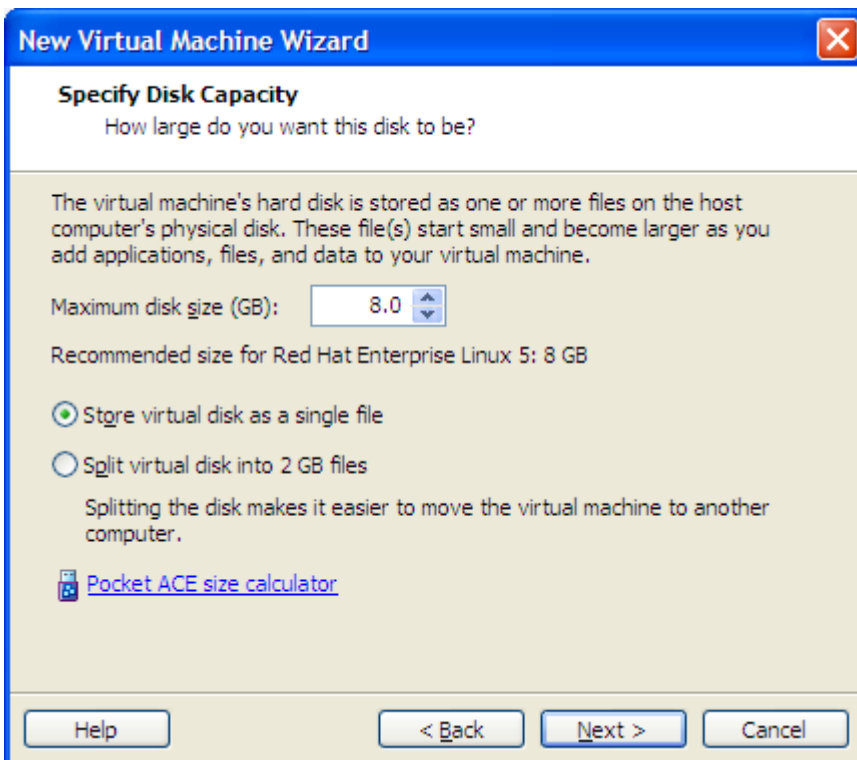 New Virtual Machine Wizard
Specify Disk Capacity
How large do you want this disk to be?
The virtual machine's hard disk is stored as one or more files on the host
computer's physical disk. These file(s) start small and become larger as you
add applications, files, and data to your virtual machine.
Maximum disk size (GB): 8.0
Recommended size for Red Hat Enterprise Linux 5: 8 GB
Store virtual disk as a single file
Split virtual disk into 2 GB files
Splitting the disk makes it easier to move the virtual machine to another
computer.
Pocket ACE size calculator
Help < Back Next > Cancel